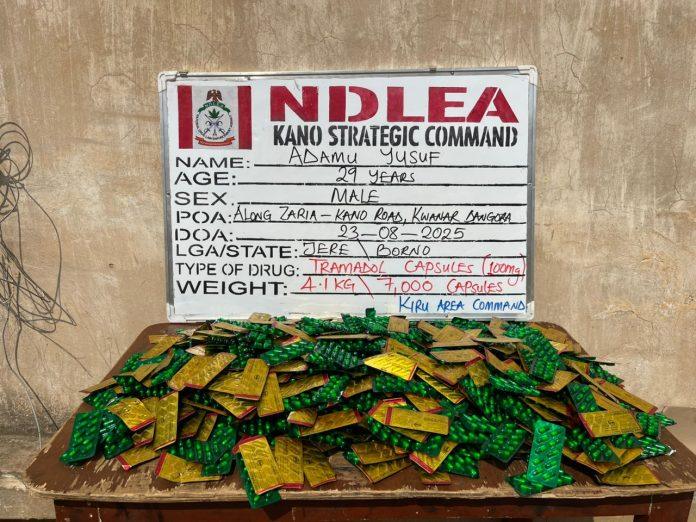 NDLEA
KANO STRATEGIC COMMAND
NAME: ADAMU YUSUF
AGE: 29 YEARS
SEX: MALE
POA: ALONG ZARIA – KANO ROAD, KWANAR DANGORA
DOA: 23-08-2025
LGA/STATE: JERE \ BORNO
TYPE OF DRUG: TRAMADOL CAPSULES (100mg)
WEIGHT: 4.1KG \ 7,000 CAPSULES
KIRU AREA COMMAND